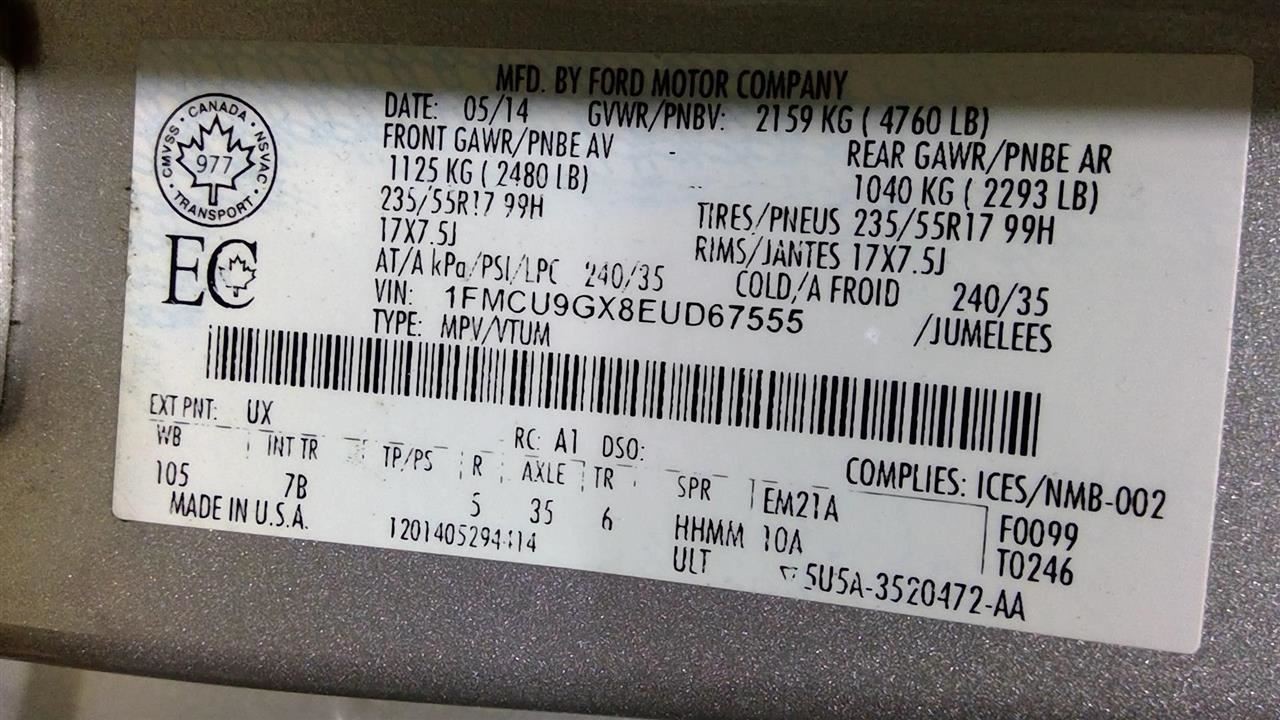 MFD. BY FORD MOTOR COMPANY
DATE: 05/14 GVWR/PNBV: 2159 KG ( 4760 LB)
FRONT GAWR/PNBE AV REAR GAWR/PNBE AR
1125 KG ( 2480 LB) 1040 KG ( 2293 LB)
235/55R17 99H TIRES/PNEUS 235/55R17 99H
17X7.5J RIMS/JANTES 17X7.5J
AT/A kPa/PSI/LPC 240/35 COLD/A FROID 240/35
VIN: 1FMCU9GX8EUD67555 /JUMELEES
TYPE: MPV/VTUM
CANADA
CMVSS NSVAC
977
TRANSPORT
EC
EXT PNT: UX RC: A1 DSO:
WB INT TR TP/PS R AXLE TR SPR COMPLIES: ICES/NMB-002
105 7B 5 35 6 EM21A F0099
MADE IN U.S.A. HHMM 10A T0246
ULT 5U5A-3520472-AA